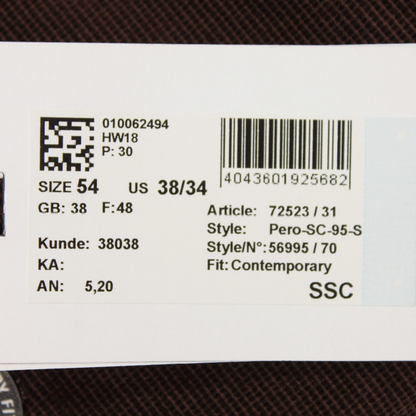 010062494
HW18
P: 30
4043601925682
SIZE 54 US 38/34
GB: 38 F:48
Article: 72523 / 31
Style: Pero-SC-95-S
Kunde: 38038 Style/N°: 56995 / 70
KA: Fit: Contemporary
AN: 5,20 SSC